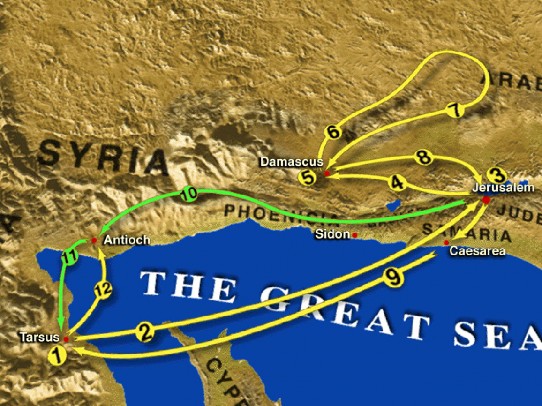 ARAB
6
7
SYRIA
Damascus
8
3
5
4
Jerusalem
10
PHOENICIA
JUDE
Sidon
SAMARIA
Antioch
Caesarea
11
12
9
THE GREAT SEA
Tarsus
2
1
CYP